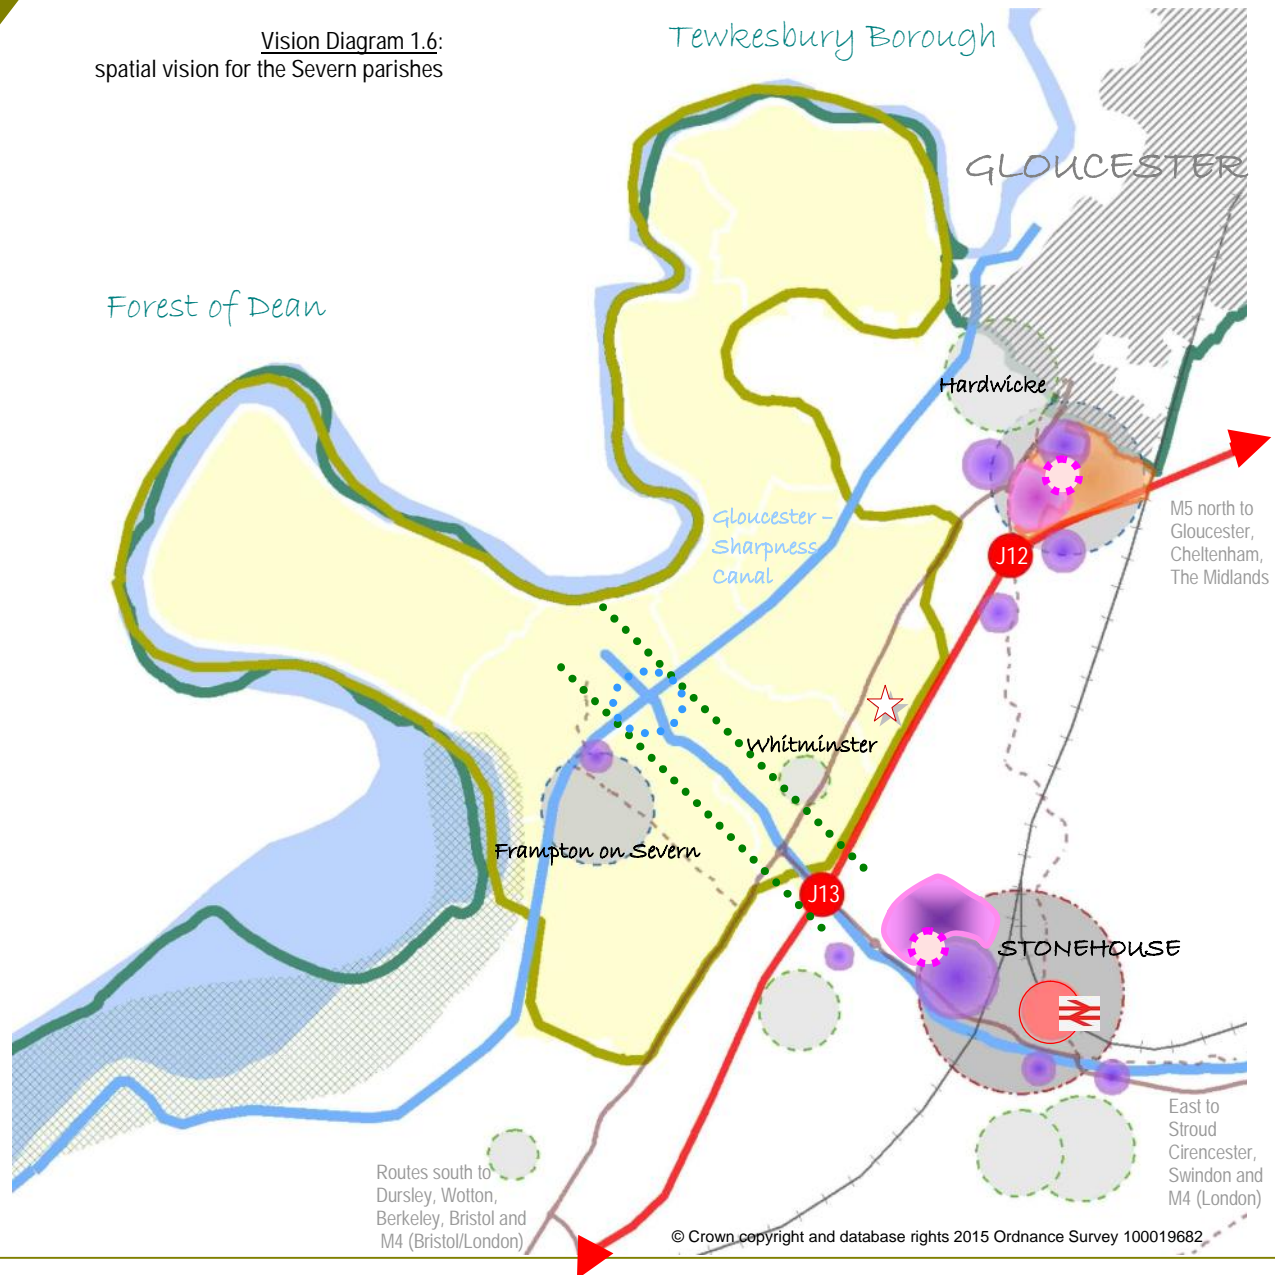 Vision Diagram 1.6:
spatial vision for the Severn parishes
Tewkesbury Borough
GLOUCESTER
Forest of Dean
Hardwicke
M5 north to
Gloucester,
Cheltenham,
The Midlands
Gloucester –
Sharpness
Canal
J12
Whitminster
Frampton on Severn
J13
STONEHOUSE
East to
Stroud
Cirencester,
Swindon and
M4 (London)
Routes south to
Dursley, Wotton,
Berkeley, Bristol and
M4 (Bristol/London)
© Crown copyright and database rights 2015 Ordnance Survey 100019682